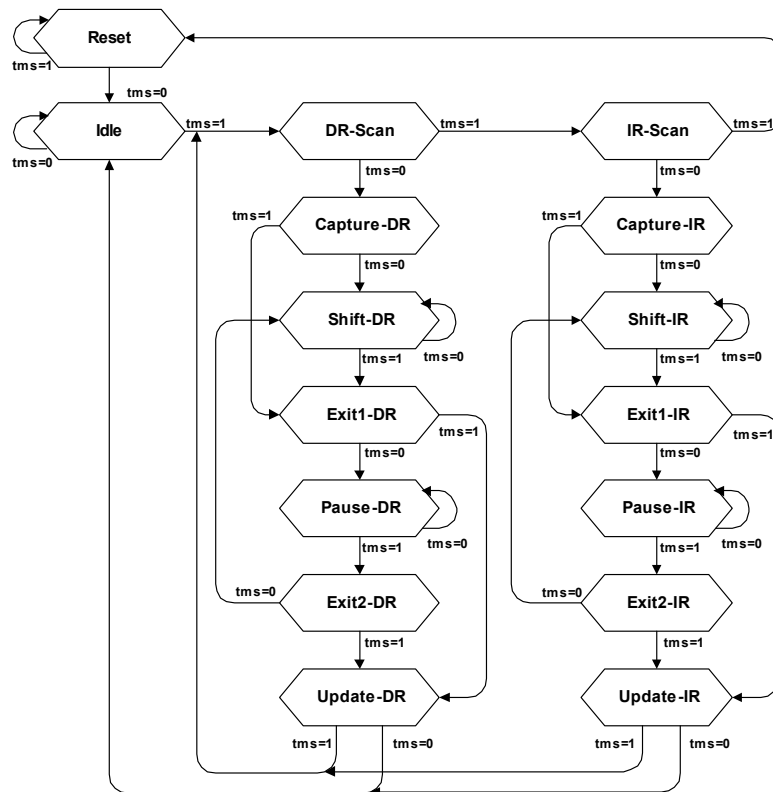 Reset
tms=1
tms=0
Idle
tms=1
DR-Scan
tms=1
IR-Scan
tms=1
tms=0
tms=0
tms=0
tms=1
Capture-DR
tms=1
Capture-IR
tms=0
tms=0
Shift-DR
Shift-IR
tms=1
tms=0
tms=1
tms=0
Exit1-DR
tms=1
Exit1-IR
tms=1
tms=0
tms=0
Pause-DR
Pause-IR
tms=1
tms=0
tms=1
tms=0
tms=0
Exit2-DR
tms=0
Exit2-IR
tms=1
tms=1
Update-DR
Update-IR
tms=1
tms=0
tms=1
tms=0